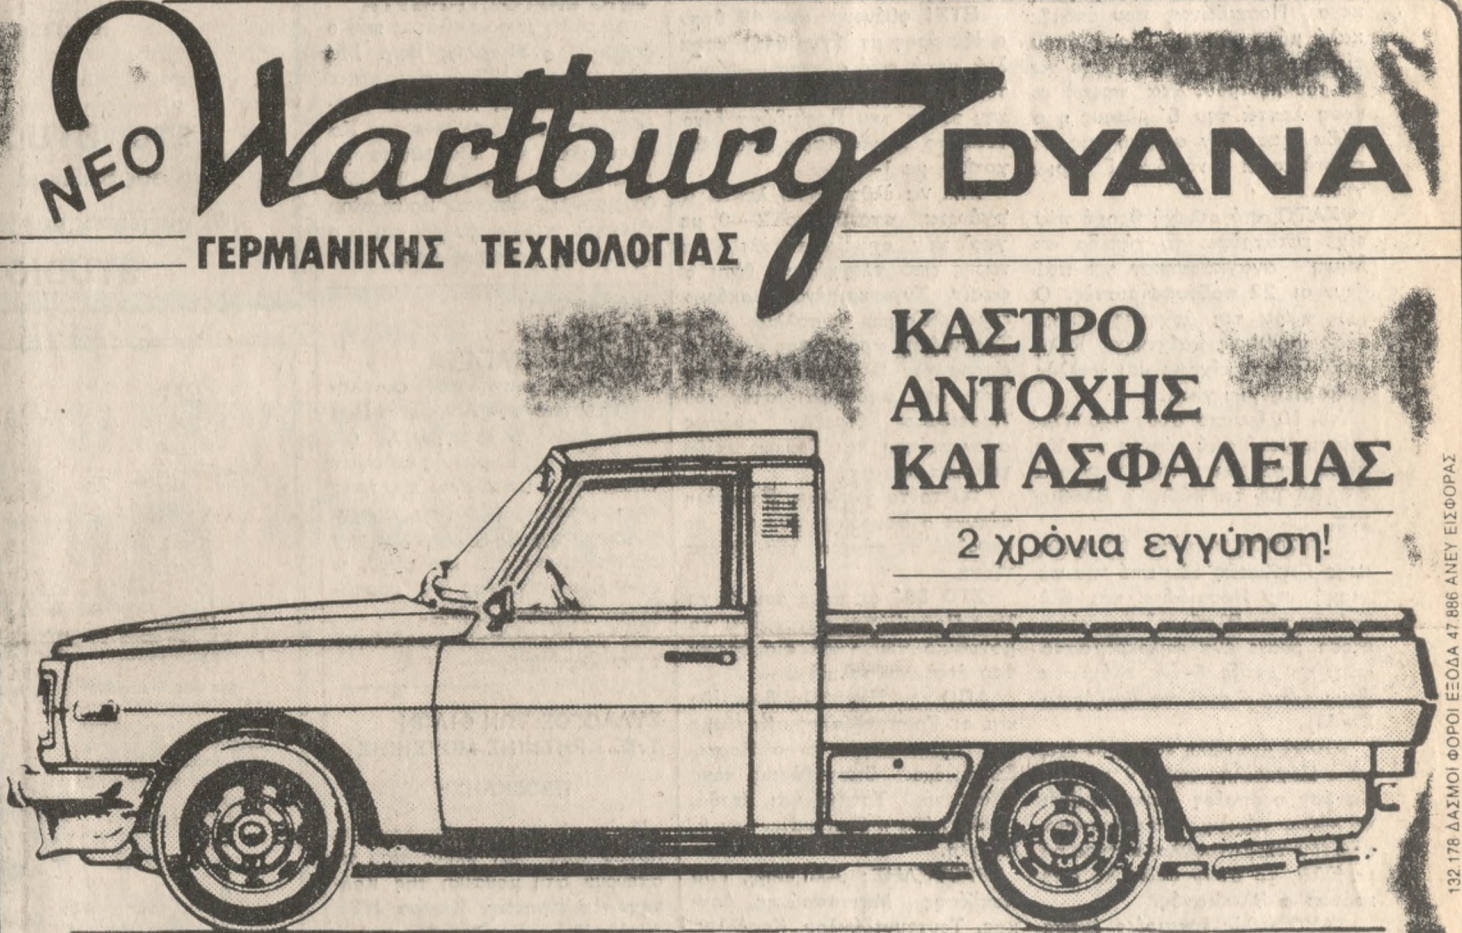 ΝΕΟ Wartburg DYANA
ΓΕΡΜΑΝΙΚΗΣ ΤΕΧΝΟΛΟΓΙΑΣ
ΚΑΣΤΡΟ
ΑΝΤΟΧΗΣ
ΚΑΙ ΑΣΦΑΛΕΙΑΣ
2 χρόνια εγγύηση!
132.178 ΔΑΣΜΟΙ ΦΟΡΟΙ ΕΞΟΔΑ 47.886 ΑΝΕΥ ΕΙΣΦΟΡΑΣ